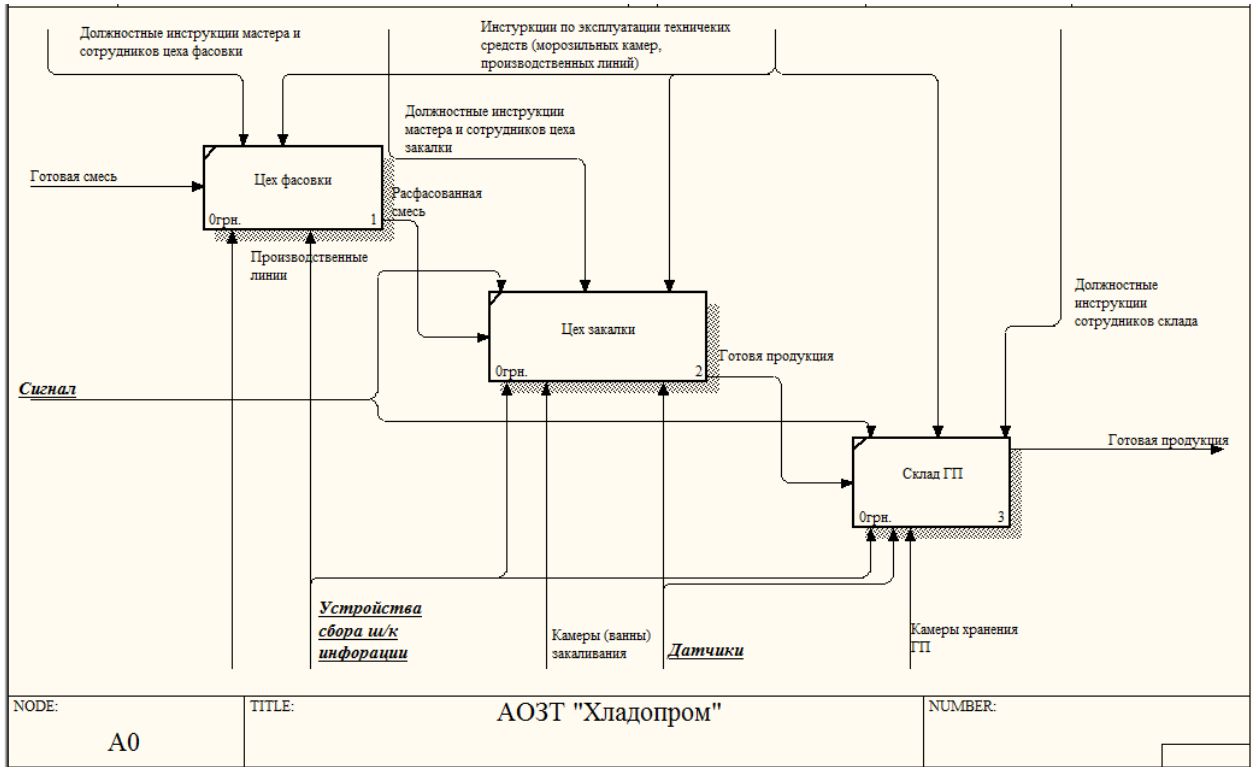 Должностные инструкции мастера и
сотрудников цеха фасовки
Инстуркции по эксплуатации техничеких
средств (морозильных камер,
производственных линий)
Должностные инструкции
мастера и сотрудников цеха
закалки
Готовая смесь
Цех фасовки
0грн.
1
Расфасованная
смесь
Производственные
линии
Должностные
инструкции
сотрудников склада
Цех закалки
0грн.
2
Готовя продукция
Сигнал
Готовая продукция
Склад ГП
0грн.
3
Устройства
сбора ш/к
инфорации
Камеры (ванны)
закаливания
Датчики
Камеры хранения
ГП
NODE:
A0
TITLE:
АОЗТ "Хладопром"
NUMBER: